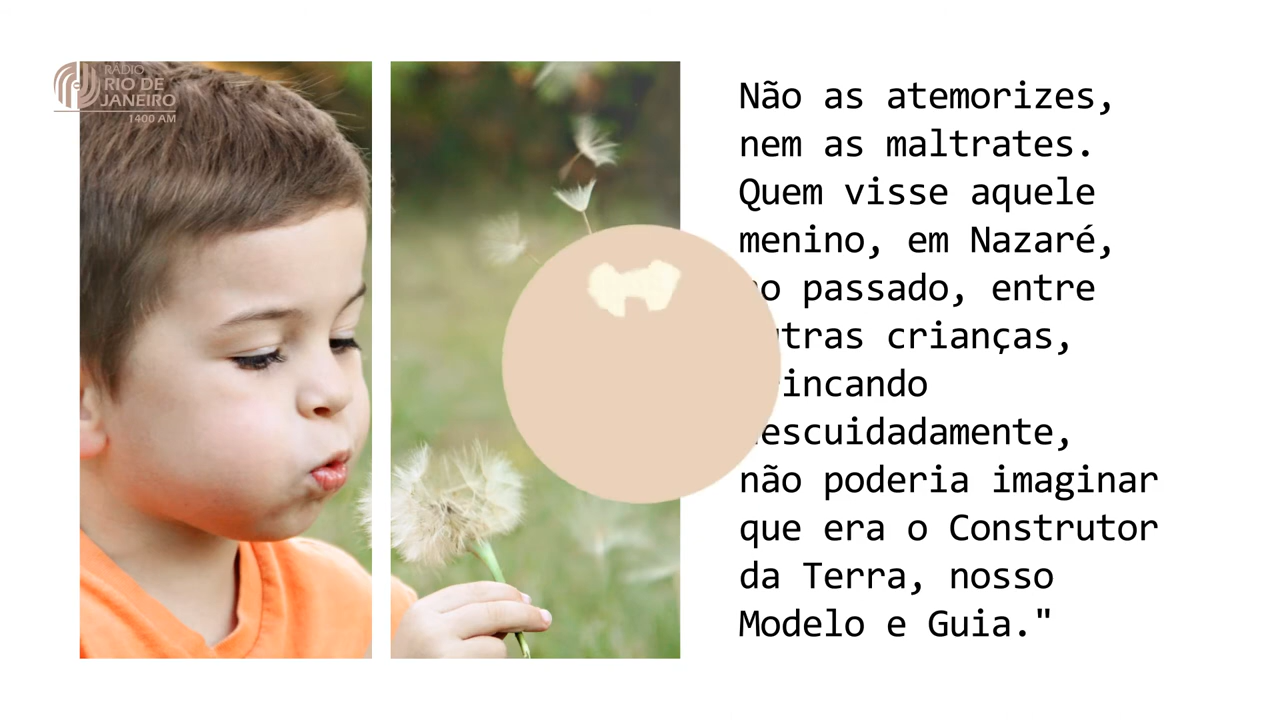 RÁDIO
RIO DE
JANEIRO
1400 AM
Não as atemorizes,
nem as maltrates.
Quem visse aquele
menino, em Nazaré,
passado, entre
crianças,
descuidadamente,
não poderia imaginar
que era o Construtor
da Terra, nosso
Modelo e Guia."